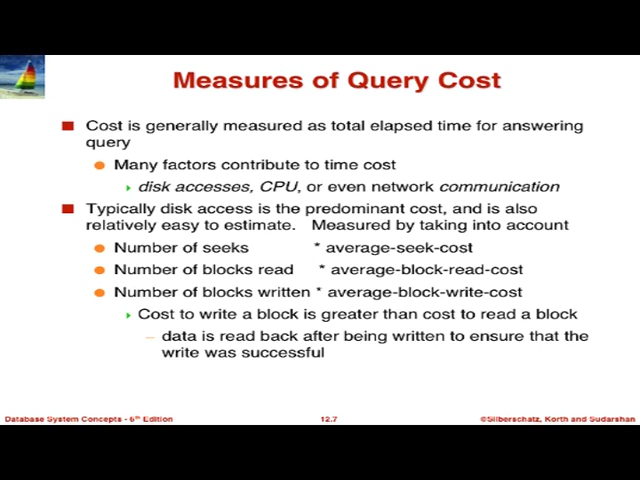 Measures of Query Cost
Cost is generally measured as total elapsed time for answering
query
Many factors contribute to time cost
disk accesses, CPU, or even network communication
Typically disk access is the predominant cost, and is also
relatively easy to estimate. Measured by taking into account
Number of seeks * average-seek-cost
Number of blocks read * average-block-read-cost
Number of blocks written * average-block-write-cost
Cost to write a block is greater than cost to read a block
– data is read back after being written to ensure that the
write was successful
Database System Concepts - 6th Edition 12.7 ©Silberschatz, Korth and Sudarshan